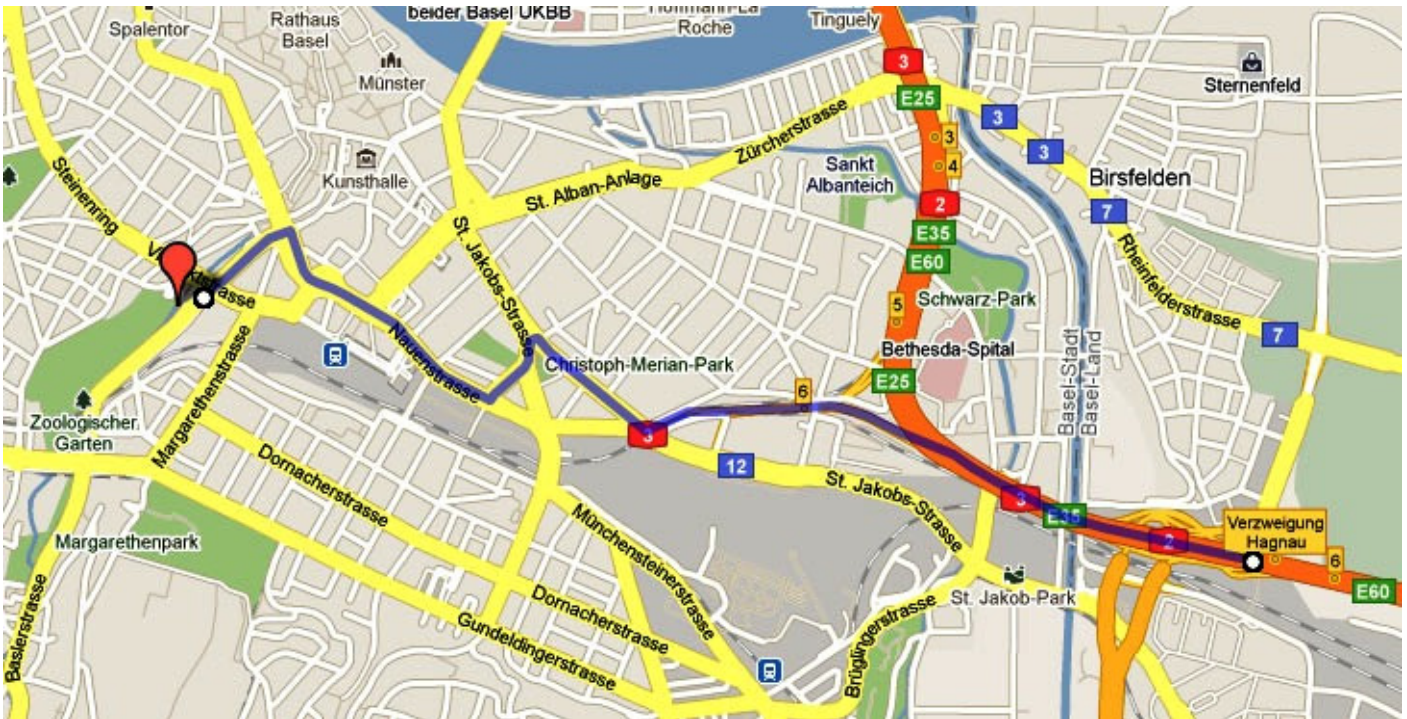 Spalentor
Rathaus
Basel
beider Basel UKBB
Hoffmann-La
Roche
Tinguely
Münster
3
E25
Sternenfeld
3
3
3
4
Zürcherstrasse
Kunsthalle
St. Alban-Anlage
Sankt
Albanteich
Birsfelden
2
7
E35
E60
Steinenring
St. Jakobs-Strasse
Rheinfelderstrasse
Schwarz-Park
5
7
Nauenstrasse
Bethesda-Spital
Christoph-Merian-Park
E25
6
Margarethenstrasse
Basel-Stadt
Basel-Land
Zoologischer
Garten
3
12
Dornacherstrasse
St. Jakobs-Strasse
3
E35
Verzweigung
Hagnau
2
6
E60
Margarethenpark
Münchensteinerstrasse
St. Jakob-Park
Dornacherstrasse
Gundeldingerstrasse
Brüglingerstrasse
Baslerstrasse